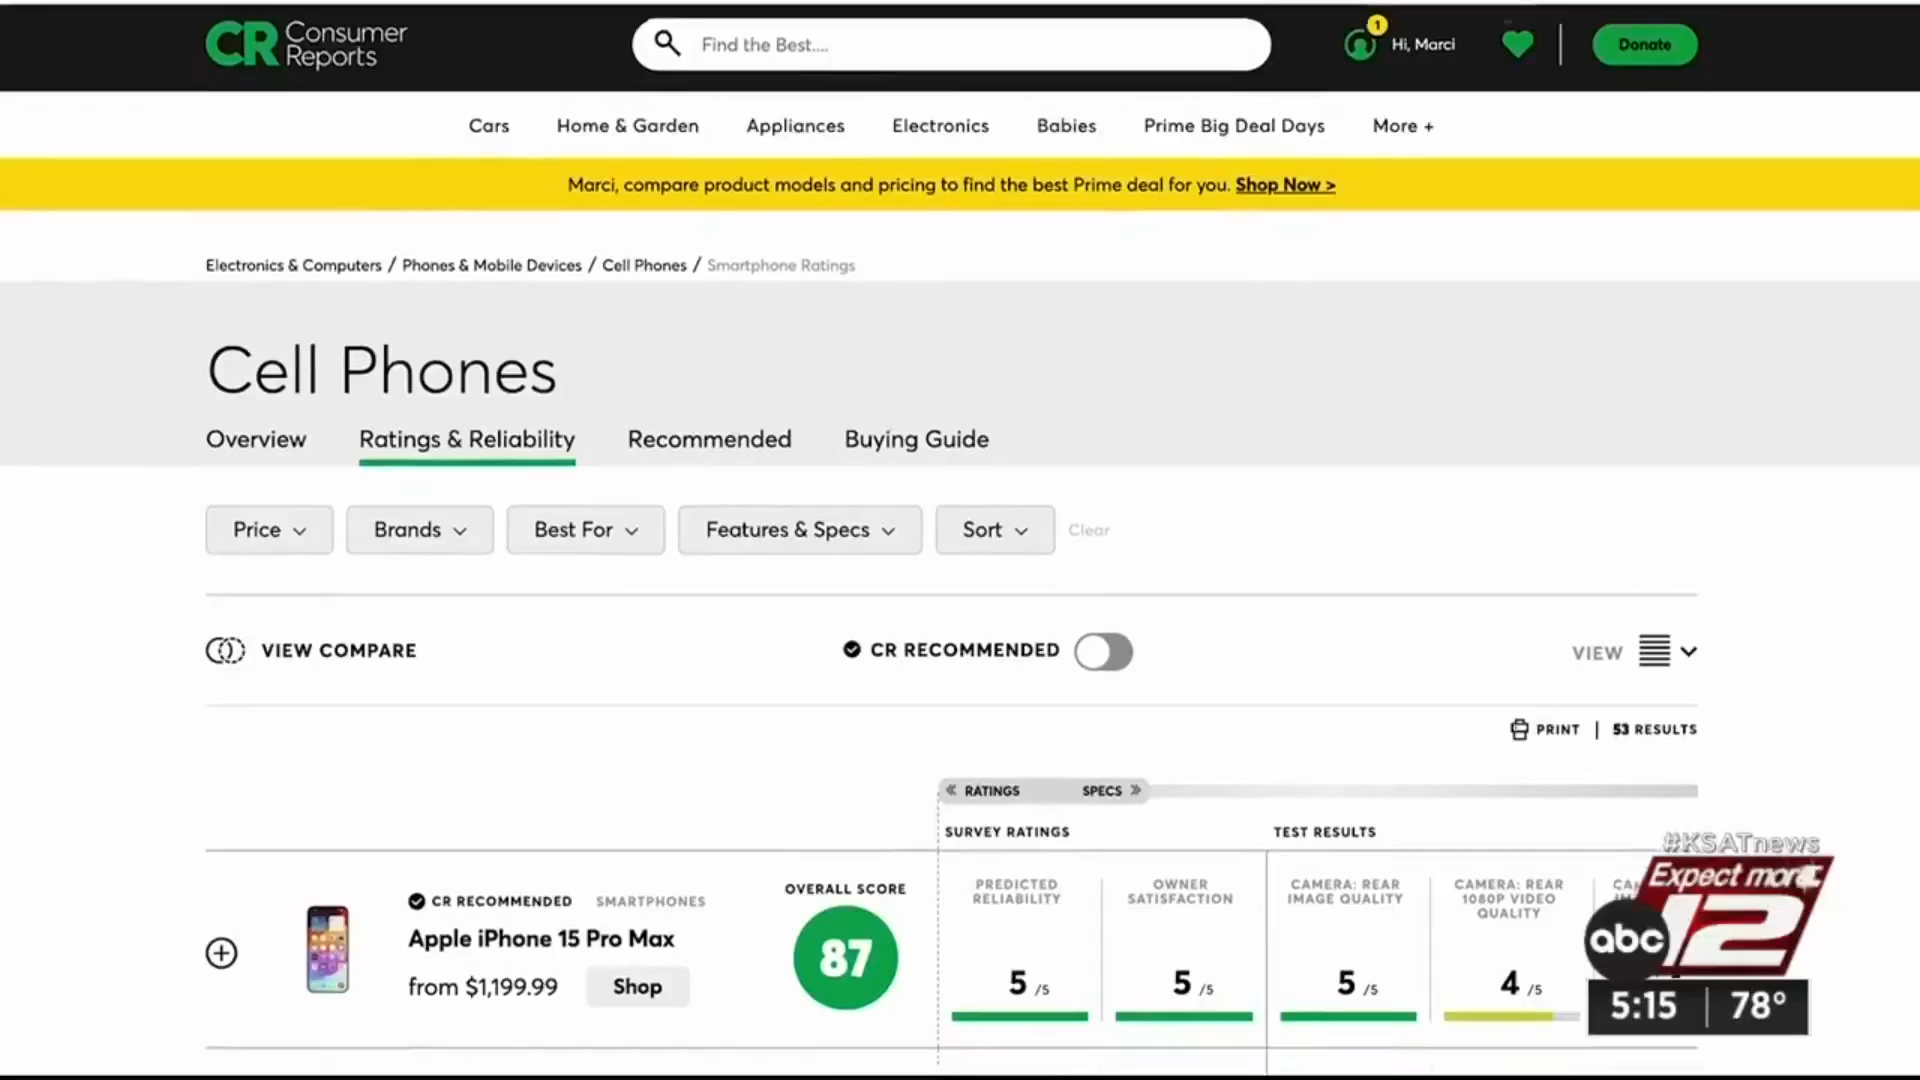 CR Consumer Reports
Find the Best....
1
Hi, Marci
Donate
Cars Home & Garden Appliances Electronics Babies Prime Big Deal Days More +
Marci, compare product models and pricing to find the best Prime deal for you. Shop Now >
Electronics & Computers / Phones & Mobile Devices / Cell Phones / Smartphone Ratings
Cell Phones
Overview Ratings & Reliability Recommended Buying Guide
Price Brands Best For Features & Specs Sort Clear
VIEW COMPARE
CR RECOMMENDED
VIEW
PRINT | 53 RESULTS
« RATINGS SPECS »
SURVEY RATINGS TEST RESULTS
CR RECOMMENDED SMARTPHONES
Apple iPhone 15 Pro Max
from $1,199.99 Shop
OVERALL SCORE
87
PREDICTED
RELIABILITY
5 /5
OWNER
SATISFACTION
5 /5
CAMERA: REAR
IMAGE QUALITY
5 /5
CAMERA: REAR
1080P VIDEO
QUALITY
4 /5
#KSATnews
Expect more
abc 12
5:15 | 78°